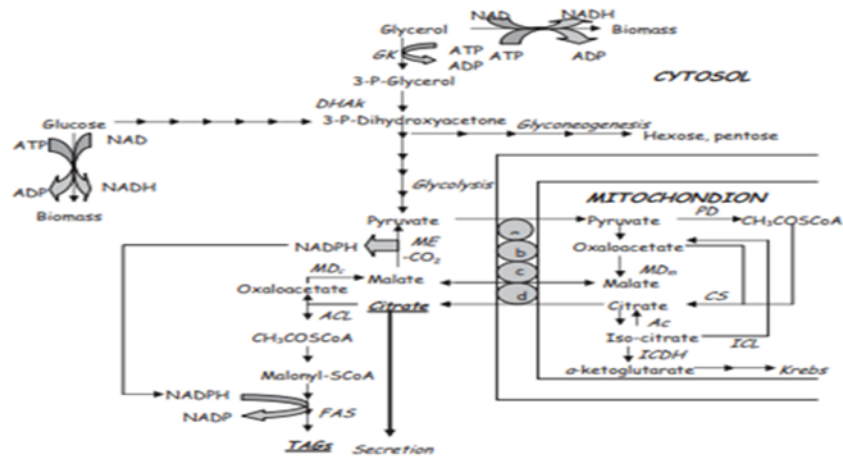 Glycerol
NAD
NADH
Biomass
GK
ATP
ADP
ATP
ADP
3-P-Glycerol
CYTOSOL
DHAk
Glucose
3-P-Dihydroxyacetone
Glyconeogenesis
Hexose, pentose
ATP
NAD
ADP
NADH
Biomass
Glycolysis
MITOCHONDION
Pyruvate
Pyruvate
PD
CH₃COSCoA
a
NADPH
ME
-CO₂
b
Oxaloacetate
MDc
Malate
c
MDm
Malate
Oxaloacetate
Citrate
d
Citrate
CS
ACL
Ac
CH₃COSCoA
Iso-citrate
ICL
ICDH
Malonyl-SCoA
α-ketoglutarate
Krebs
NADPH
NADP
FAS
TAGs
Secretion